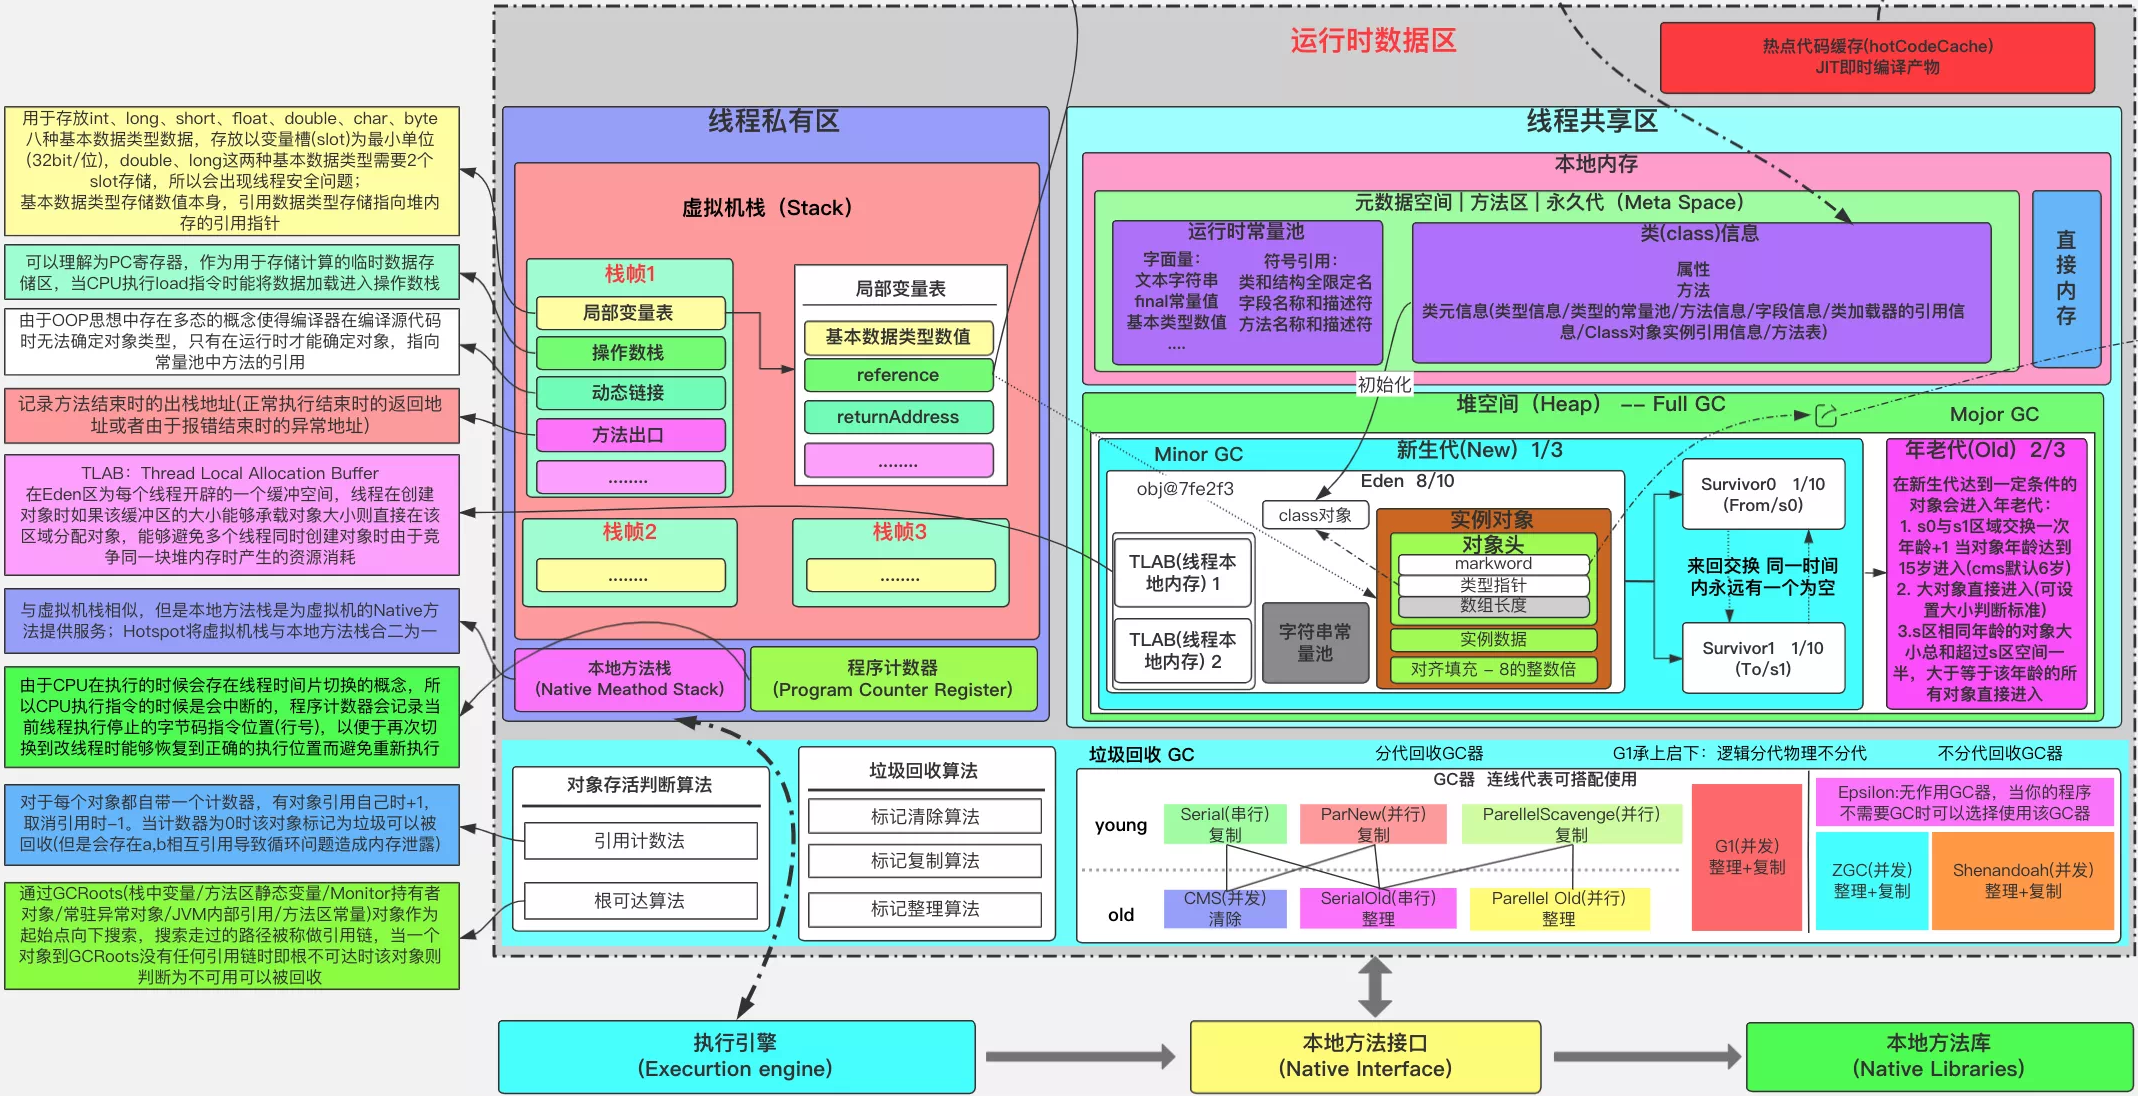 运行时数据区
热点代码缓存(hotCodeCache)
JIT即时编译产物
用于存放int、long、short、float、double、char、byte
八种基本数据类型数据，存放以变量槽(slot)为最小单位
(32bit/位)，double、long这两种基本数据类型需要2个
slot存储，所以会出现线程安全问题；
基本数据类型存储数值本身，引用数据类型存储指向堆内
存的引用指针
可以理解为PC寄存器，作为用于存储计算的临时数据存
储区，当CPU执行load指令时能将数据加载进入操作数栈
由于OOP思想中存在多态的概念使得编译器在编译源代码
时无法确定对象类型，只有在运行时才能确定对象，指向
常量池中方法的引用
记录方法结束时的出栈地址(正常执行结束时的返回地
址或者由于报错结束时的异常地址)
TLAB：Thread Local Allocation Buffer
在Eden区为每个线程开辟的一个缓冲空间，线程在创建
对象时如果该缓冲区的大小能够承载对象大小则直接在该
区域分配对象，能够避免多个线程同时创建对象时由于竞
争同一块堆内存时产生的资源消耗
与虚拟机栈相似，但是本地方法栈是为虚拟机的Native方
法提供服务；Hotspot将虚拟机栈与本地方法栈合二为一
由于CPU在执行的时候会存在线程时间片切换的概念，所
以CPU执行指令的时候是会中断的，程序计数器会记录当
前线程执行停止的字节码指令位置(行号)，以便于再次切
换到改线程时能够恢复到正确的执行位置而避免重新执行
对于每个对象都自带一个计数器，有对象引用自己时+1，
取消引用时-1。当计数器为0时该对象标记为垃圾可以被
回收(但是会存在a,b相互引用导致循环问题造成内存泄露)
通过GCRoots(栈中变量/方法区静态变量/Monitor持有者
对象/常驻异常对象/JVM内部引用/方法区常量)对象作为
起始点向下搜索，搜索走过的路径被称做引用链，当一个
对象到GCRoots没有任何引用链时即根不可达时该对象则
判断为不可用可以被回收
线程私有区
虚拟机栈（Stack）
栈帧1
局部变量表
操作数栈
动态链接
方法出口
........
局部变量表
基本数据类型数值
reference
returnAddress
........
栈帧2
........
栈帧3
........
本地方法栈
(Native Meathod Stack)
程序计数器
(Program Counter Register)
线程共享区
本地内存
元数据空间 | 方法区 | 永久代（Meta Space）
运行时常量池
字面量：
文本字符串
final常量值
基本类型数值
....
符号引用：
类和结构全限定名
字段名称和描述符
方法名称和描述符
类(class)信息
属性
方法
类元信息(类型信息/类型的常量池/方法信息/字段信息/类加载器的引用信
息/Class对象实例引用信息/方法表)
直接内存
初始化
堆空间（Heap） -- Full GC
Mojor GC
Minor GC
新生代(New) 1/3
Eden 8/10
obj@7fe2f3
class对象
TLAB(线程本
地内存) 1
TLAB(线程本
地内存) 2
字符串常
量池
实例对象
对象头
markword
类型指针
数组长度
实例数据
对齐填充 - 8的整数倍
Survivor0 1/10
(From/s0)
来回交换 同一时间
内永远有一个为空
Survivor1 1/10
(To/s1)
年老代(Old) 2/3
在新生代达到一定条件的
对象会进入年老代：
1. s0与s1区域交换一次
年龄+1 当对象年龄达到
15岁进入(cms默认6岁)
2. 大对象直接进入(可设
置大小判断标准)
3.s区相同年龄的对象大
小总和超过s区空间一
半，大于等于该年龄的所
有对象直接进入
对象存活判断算法
引用计数法
根可达算法
垃圾回收算法
标记清除算法
标记复制算法
标记整理算法
垃圾回收 GC
分代回收GC器
G1承上启下：逻辑分代物理不分代
不分代回收GC器
GC器 连线代表可搭配使用
young
Serial(串行)
复制
ParNew(并行)
复制
ParellelScavenge(并行)
复制
old
CMS(并发)
清除
SerialOld(串行)
整理
Parellel Old(并行)
整理
G1(并发)
整理+复制
Epsilon:无作用GC器，当你的程序
不需要GC时可以选择使用该GC器
ZGC(并发)
整理+复制
Shenandoah(并发)
整理+复制
执行引擎
(Execurtion engine)
本地方法接口
(Native Interface)
本地方法库
(Native Libraries)